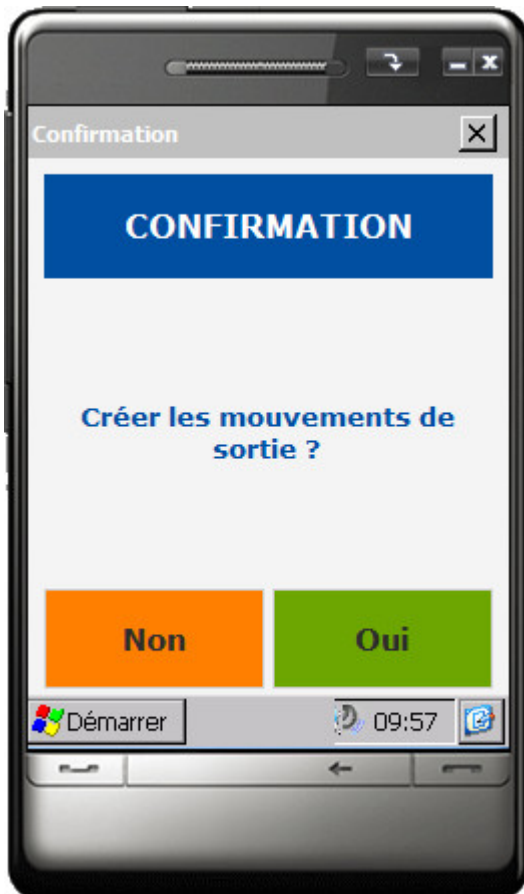 Confirmation
CONFIRMATION
Créer les mouvements de
sortie ?
Non Oui
Démarrer 09:57